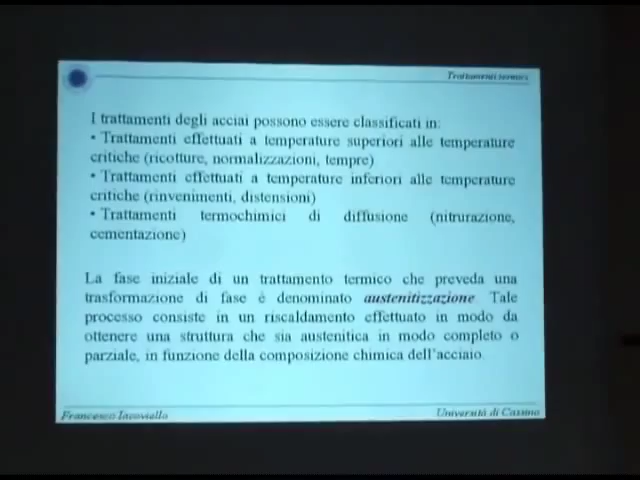 Trattamenti termici
I trattamenti degli acciai possono essere classificati in:
• Trattamenti effettuati a temperature superiori alle temperature
critiche (ricotture, normalizzazioni, tempre)
• Trattamenti effettuati a temperature inferiori alle temperature
critiche (rinvenimenti, distensioni)
• Trattamenti termochimici di diffusione (nitrurazione,
cementazione)
La fase iniziale di un trattamento termico che preveda una
trasformazione di fase è denominato austenitizzazione. Tale
processo consiste in un riscaldamento effettuato in modo da
ottenere una struttura che sia austenitica in modo completo o
parziale, in funzione della composizione chimica dell'acciaio.
Francesco Iacoviello
Università di Cassino